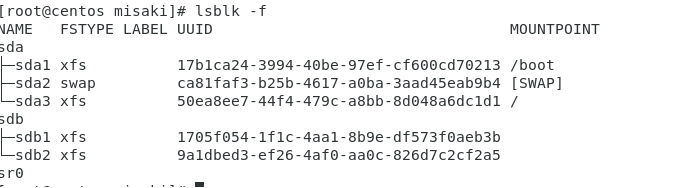 [root@centos misaki]# lsblk -f
NAME   FSTYPE LABEL UUID                                 MOUNTPOINT
sda
├─sda1 xfs          17b1ca24-3994-40be-97ef-cf600cd70213 /boot
├─sda2 swap         ca81faf3-b25b-4617-a0ba-3aad45eab9b4 [SWAP]
└─sda3 xfs          50ea8ee7-44f4-479c-a8bb-8d048a6dc1d1 /
sdb
├─sdb1 xfs          1705f054-1f1c-4aa1-8b9e-df573f0aeb3b
└─sdb2 xfs          9a1dbed3-ef26-4af0-aa0c-826d7c2cf2a5
sr0